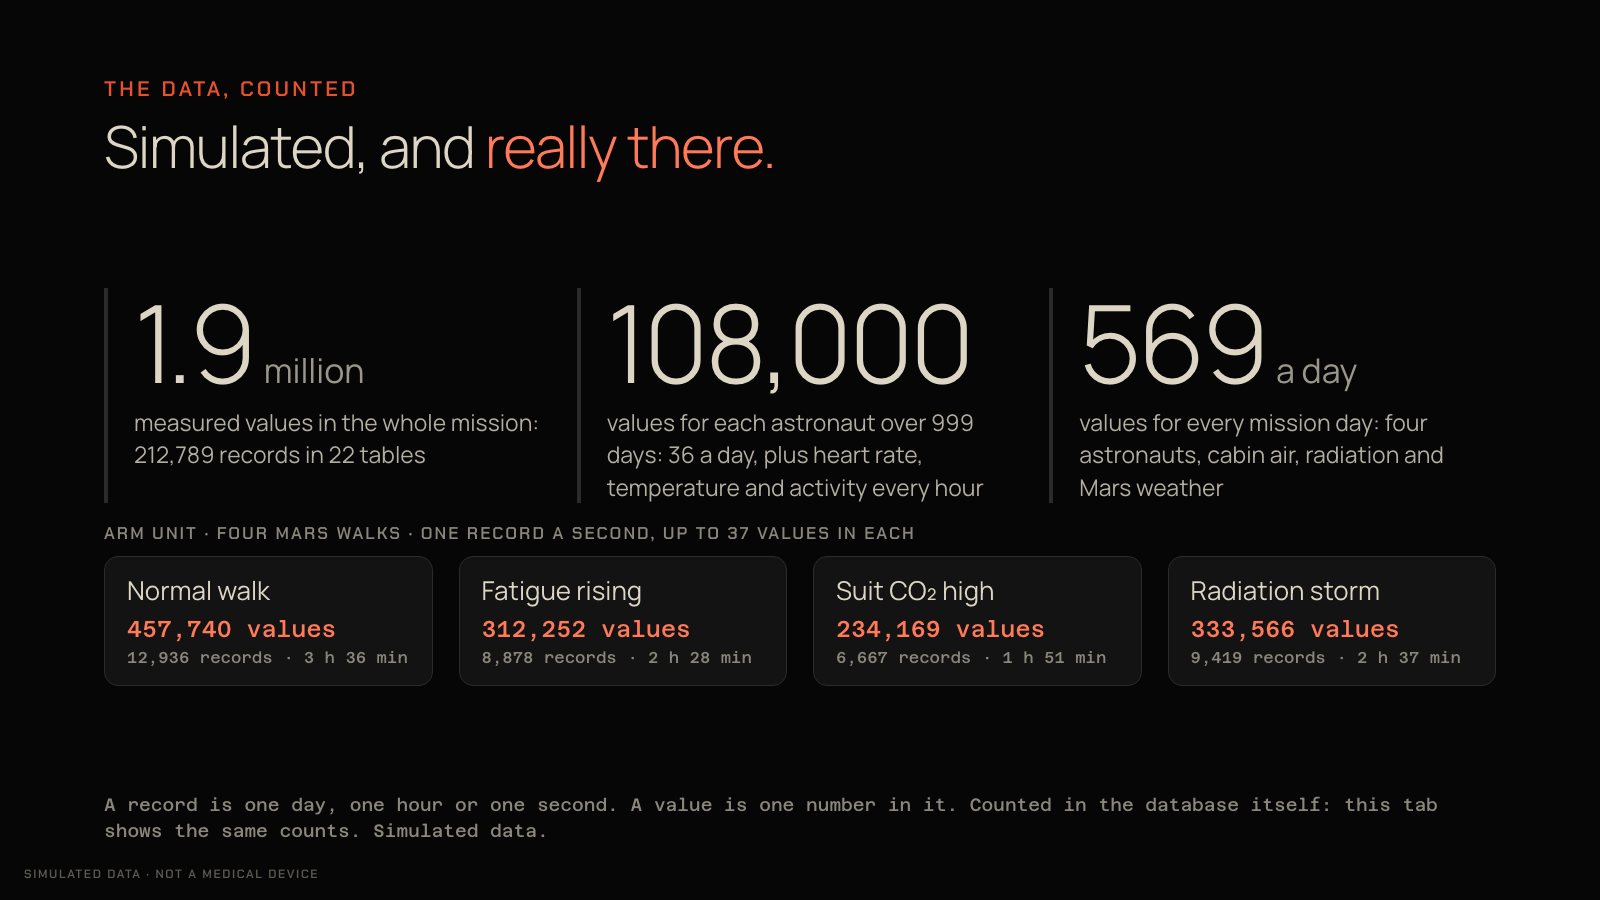 THE DATA, COUNTED
Simulated, and really there.
1.9 million
measured values in the whole mission:
212,789 records in 22 tables
108,000
values for each astronaut over 999
days: 36 a day, plus heart rate,
temperature and activity every hour
569 a day
values for every mission day: four
astronauts, cabin air, radiation and
Mars weather
ARM UNIT · FOUR MARS WALKS · ONE RECORD A SECOND, UP TO 37 VALUES IN EACH
Normal walk
457,740 values
12,936 records · 3 h 36 min
Fatigue rising
312,252 values
8,878 records · 2 h 28 min
Suit CO₂ high
234,169 values
6,667 records · 1 h 51 min
Radiation storm
333,566 values
9,419 records · 2 h 37 min
A record is one day, one hour or one second. A value is one number in it. Counted in the database itself: this tab
shows the same counts. Simulated data.
SIMULATED DATA · NOT A MEDICAL DEVICE